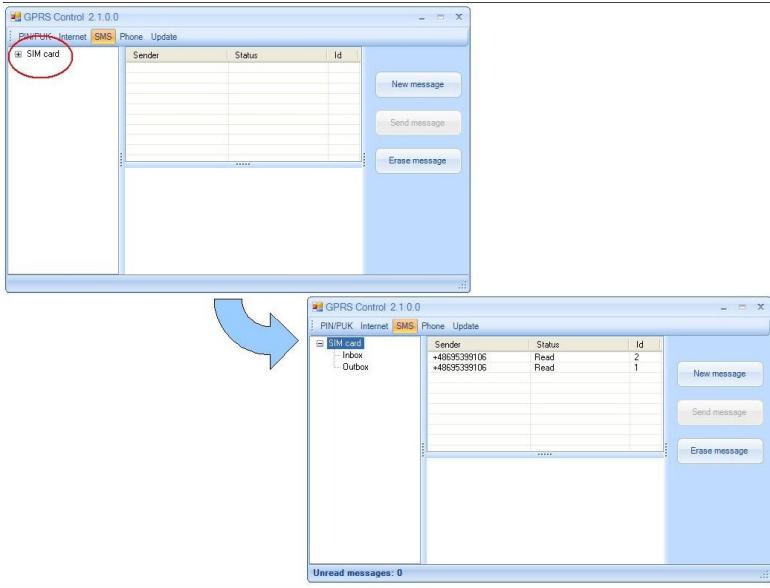 GPRS Control 2.1.0.0
PIN/PUK Internet SMS Phone Update
SIM card
Sender Status Id
New message
Send message
Erase message
GPRS Control 2.1.0.0
PIN/PUK Internet SMS Phone Update
SIM card
Inbox
Outbox
Sender Status Id
+48695399106 Read 2
+48695399106 Read 1
New message
Send message
Erase message
Unread messages: 0